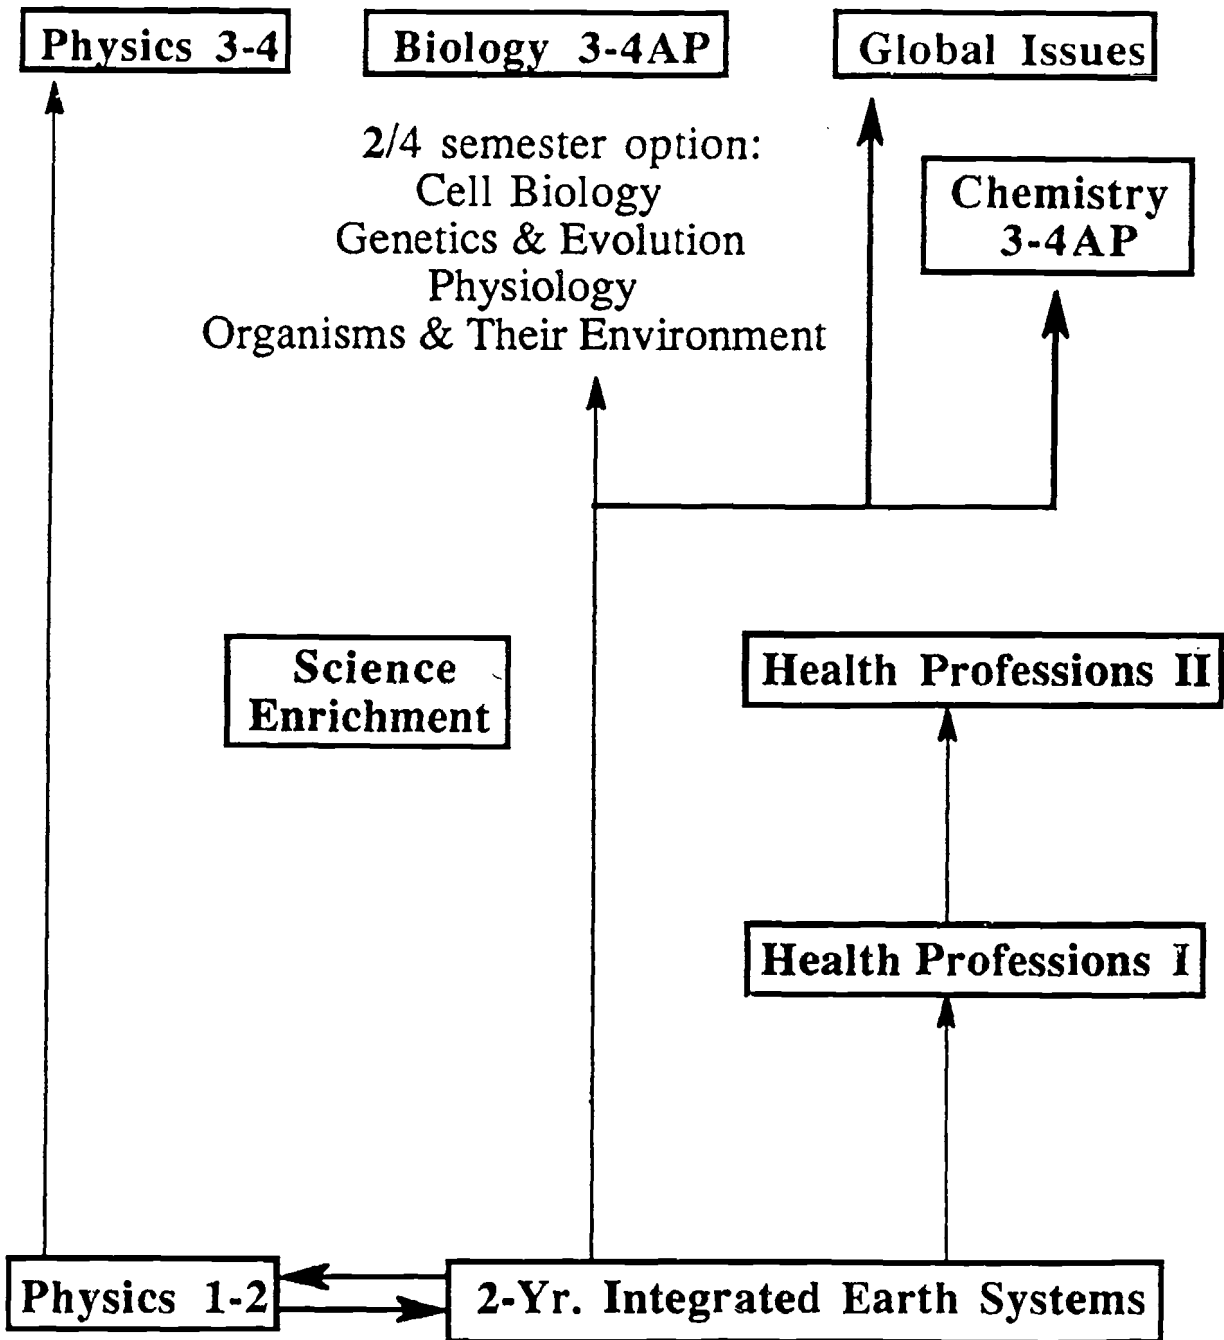 Physics 3-4
Biology 3-4AP
Global Issues
2/4 semester option:
Cell Biology
Genetics & Evolution
Physiology
Organisms & Their Environment
Chemistry
3-4AP
Science
Enrichment
Health Professions II
Health Professions I
Physics 1-2
2-Yr. Integrated Earth Systems